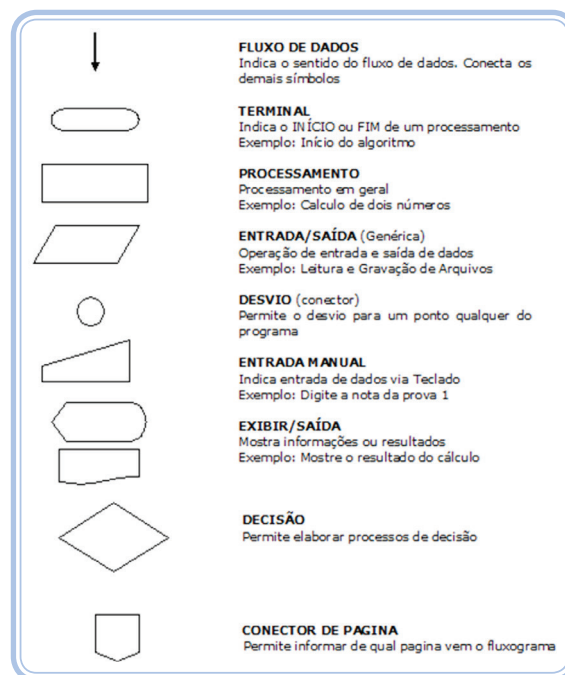 FLUXO DE DADOS
Indica o sentido do fluxo de dados. Conecta os
demais símbolos
TERMINAL
Indica o INÍCIO ou FIM de um processamento
Exemplo: Início do algoritmo
PROCESSAMENTO
Processamento em geral
Exemplo: Calculo de dois números
ENTRADA/SAÍDA (Genérica)
Operação de entrada e saída de dados
Exemplo: Leitura e Gravação de Arquivos
DESVIO (conector)
Permite o desvio para um ponto qualquer do
programa
ENTRADA MANUAL
Indica entrada de dados via Teclado
Exemplo: Digite a nota da prova 1
EXIBIR/SAÍDA
Mostra informações ou resultados
Exemplo: Mostre o resultado do cálculo
DECISÃO
Permite elaborar processos de decisão
CONECTOR DE PAGINA
Permite informar de qual pagina vem o fluxograma